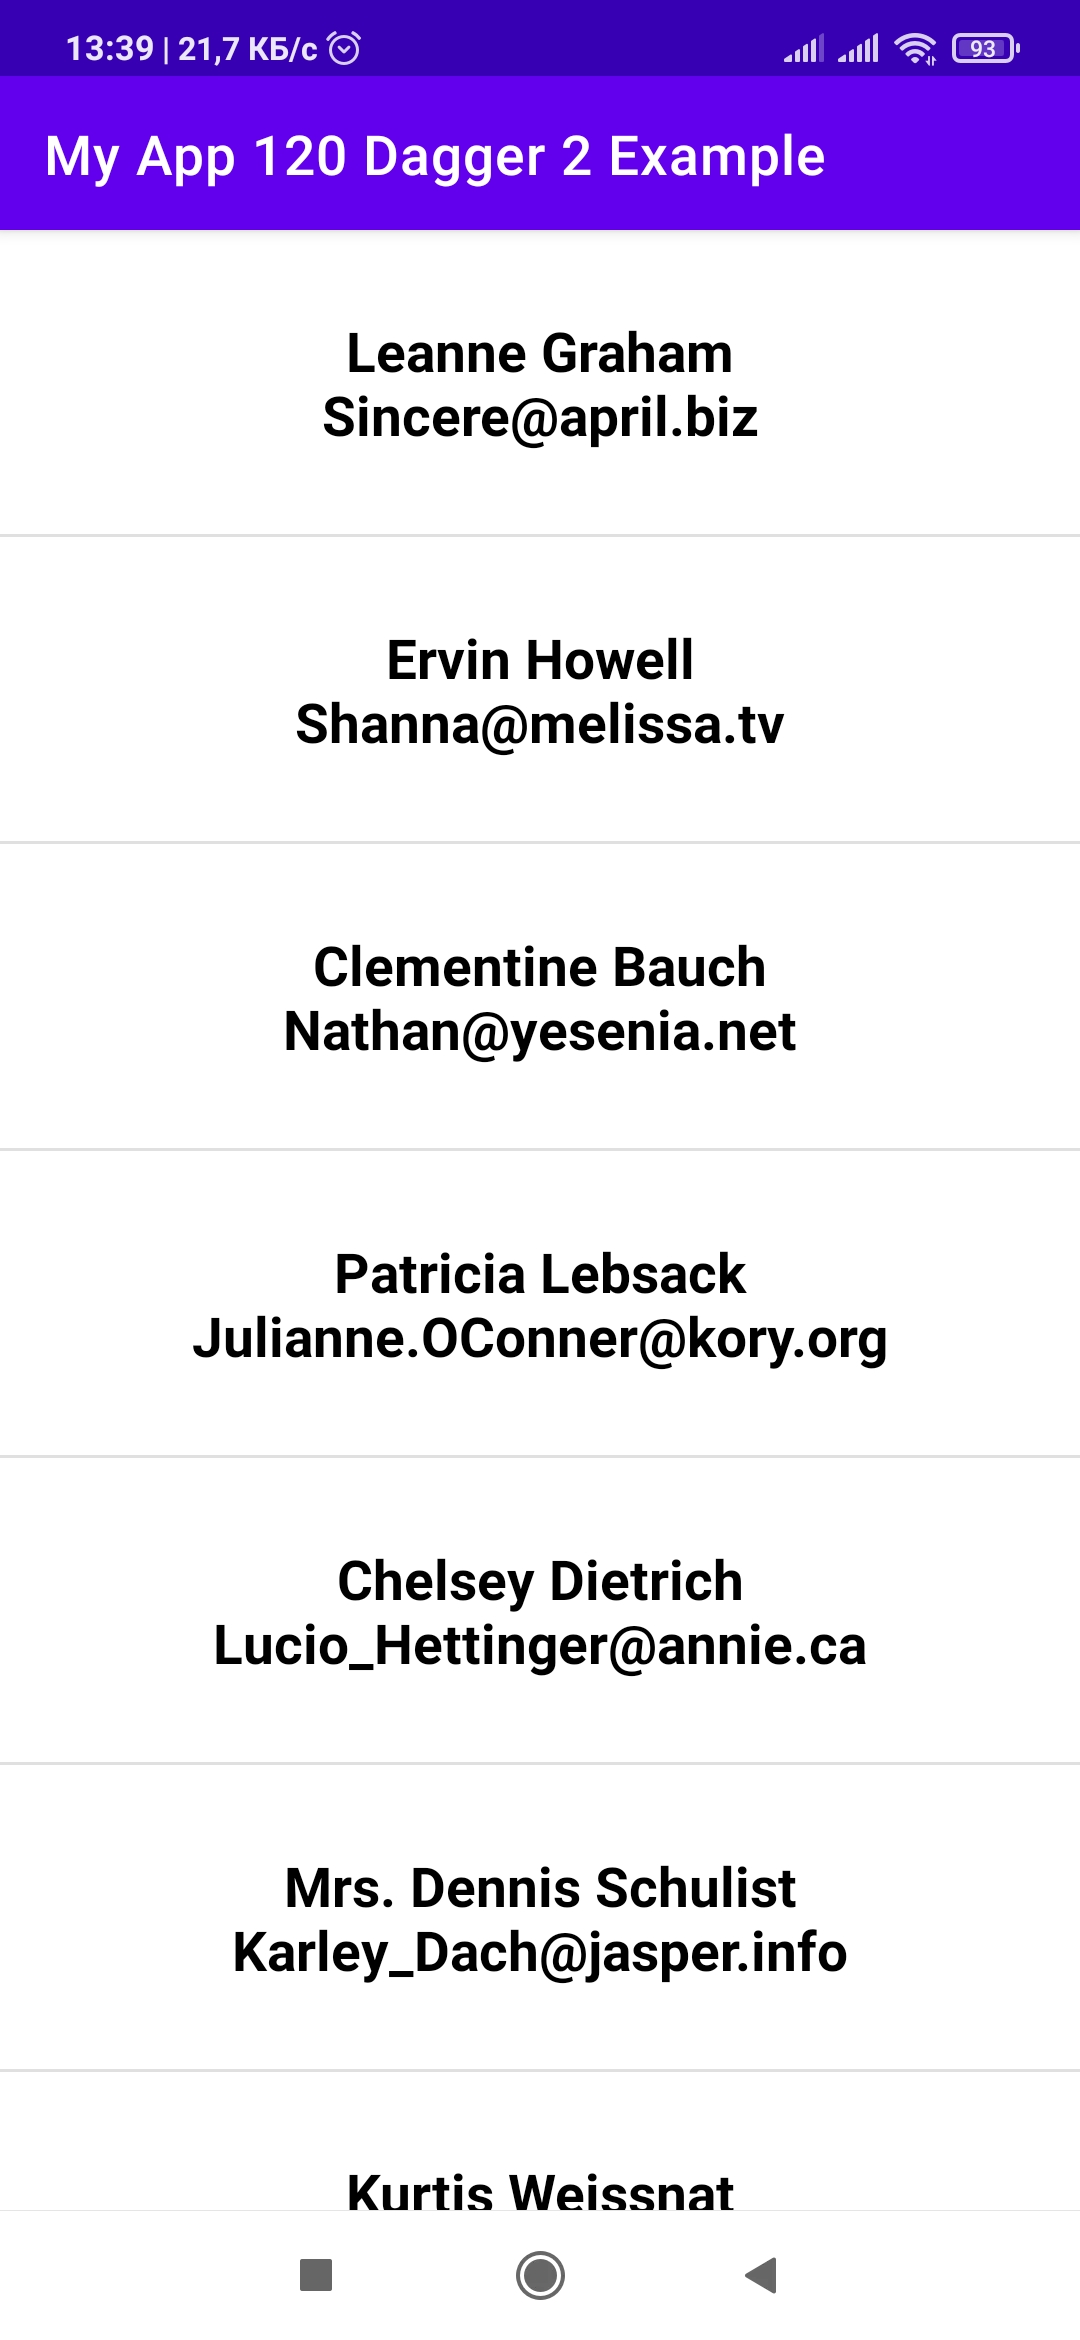 13:39 | 21,7 КБ/с 93
My App 120 Dagger 2 Example
Leanne Graham
Sincere@april.biz
Ervin Howell
Shanna@melissa.tv
Clementine Bauch
Nathan@yesenia.net
Patricia Lebsack
Julianne.OConner@kory.org
Chelsey Dietrich
Lucio_Hettinger@annie.ca
Mrs. Dennis Schulist
Karley_Dach@jasper.info
Kurtis Weissnat